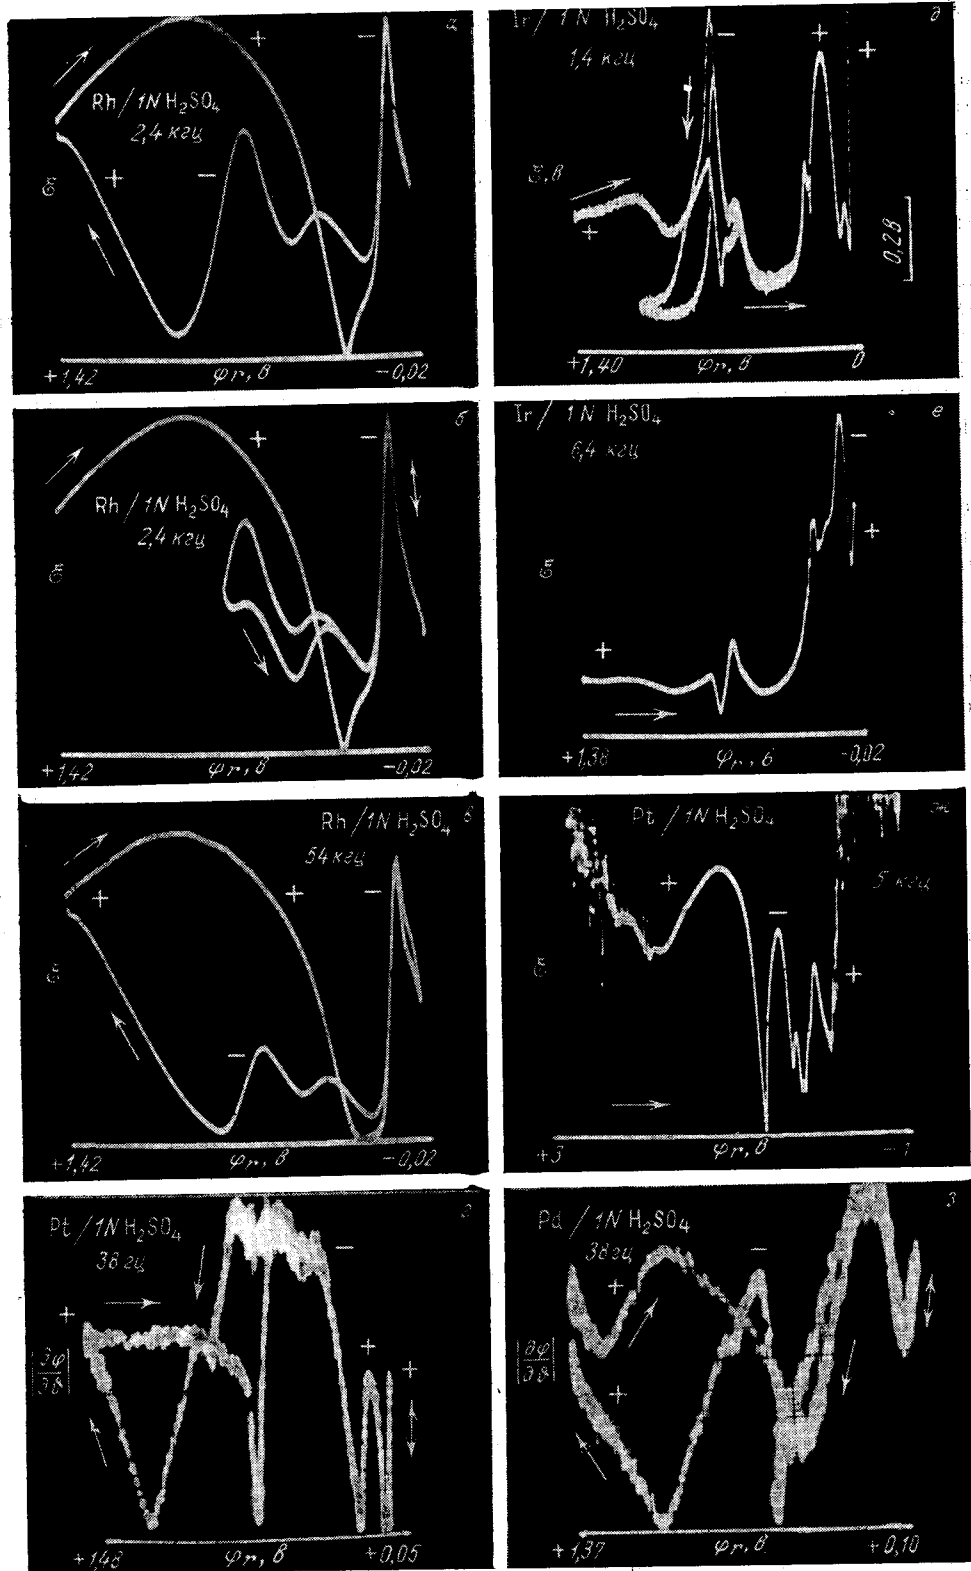 а
+
−
Rh/1N H₂SO₄
2,4 кгц
+
−
+1,42
φr, в
−0,02
д
Ir/1N H₂SO₄
1,4 кгц
−
+
+
, в
+
0,2в
+1,40
φr, в
0
б
+
−
Rh/1N H₂SO₄
2,4 кгц
+1,42
φr, в
−0,02
е
Ir/1N H₂SO₄
6,4 кгц
−
+
+
+1,38
φr, в
−0,02
в
Rh/1N H₂SO₄
54 кгц
+
+
−
−
+1,42
φr, в
−0,02
ж
Pt/1N H₂SO₄
5 кгц
+
−
+
+3
φr, в
−1
г
Pt/1N H₂SO₄
38 гц
−
+
+
+
|∂φ/∂ϑ|
+1,48
φr, в
+0,05
з
Pd/1N H₂SO₄
38 гц
−
+
|∂φ/∂ϑ|
+
+1,37
φr, в
+0,10